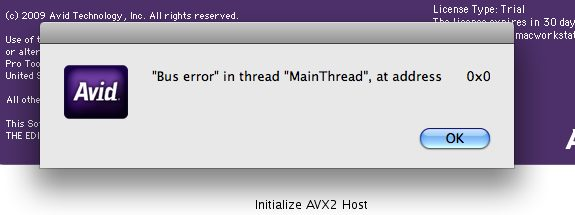 (c) 2009 Avid Technology, Inc. All rights reserved.
License Type: Trial
The license expires in 30
macworkstat
Use of
or alter
Pro Too
United S
All othe
This Sof
THE EDI
Avid
"Bus error" in thread "MainThread", at address 0x0
OK
Initialize AVX2 Host